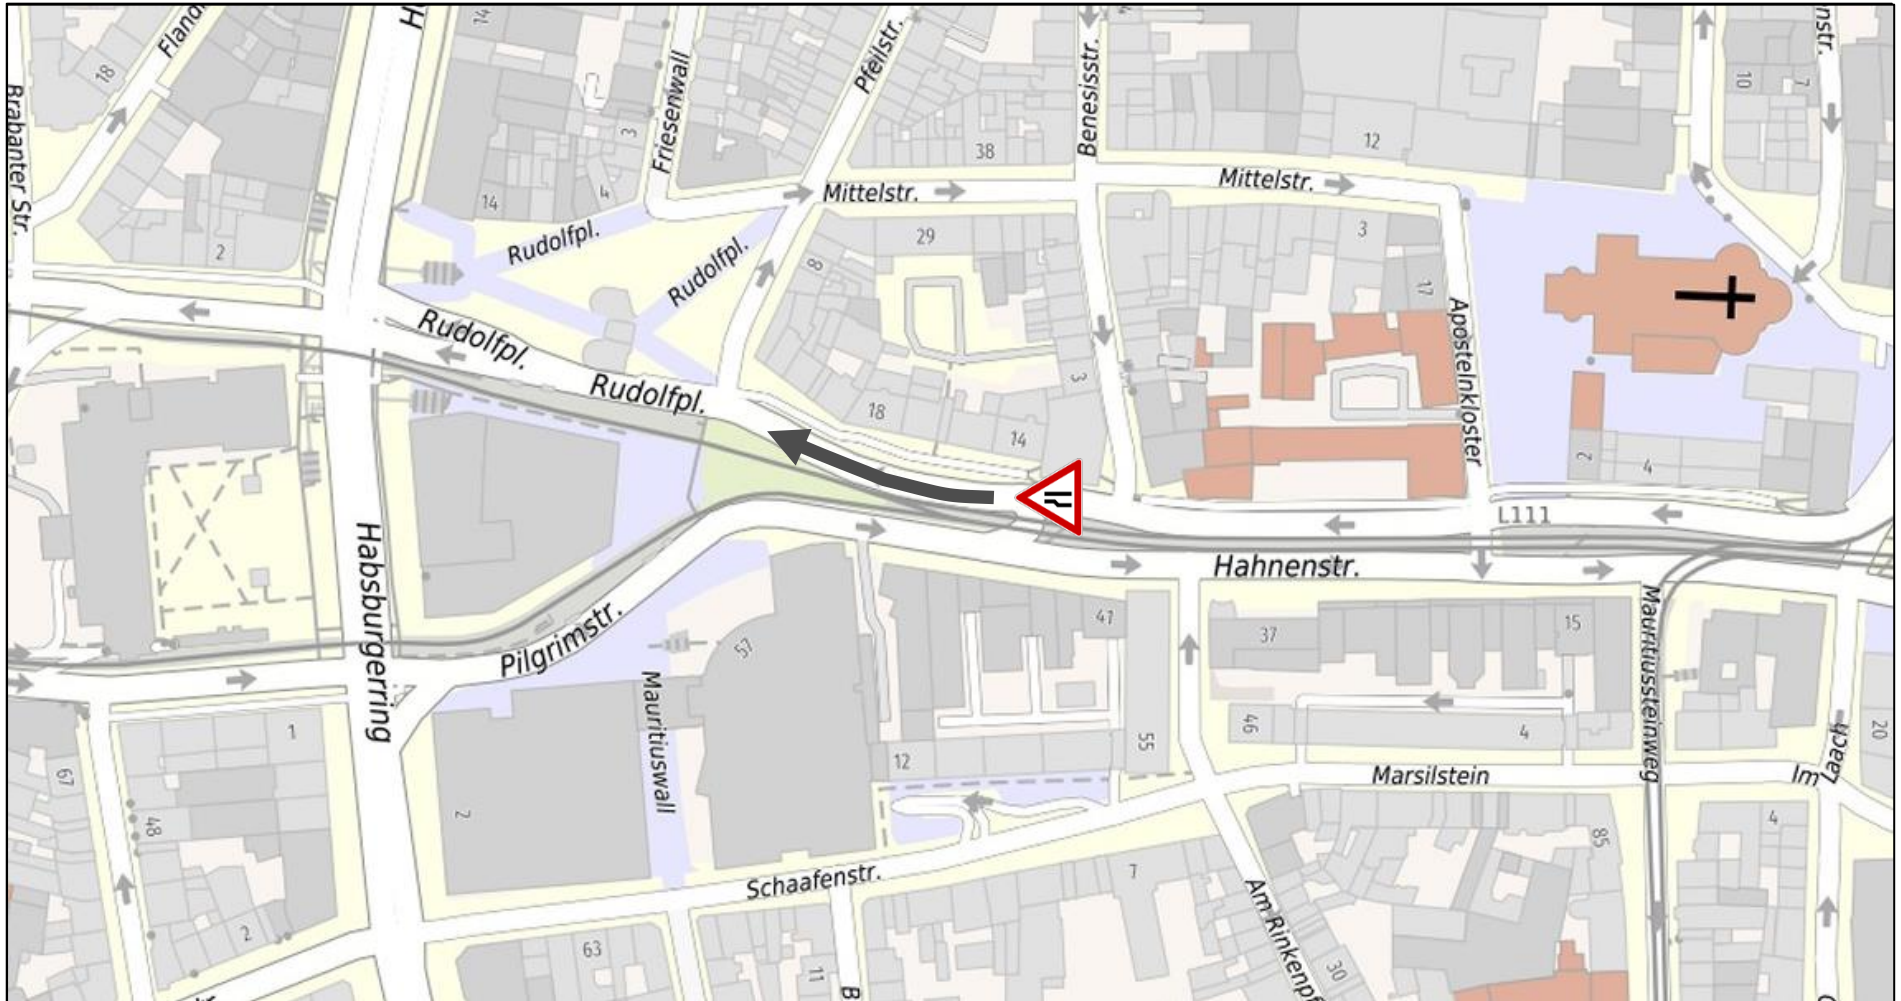 Brabanter Str.
18
Friesenwall
14
3
4
Pfeilstr.
38
Benesisstr.
12
10
7
nstr.
Mittelstr.
Mittelstr.
2
14
Rudolfpl.
Rudolfpl.
8
29
3
17
Apostelnkloster
Rudolfpl.
Rudolfpl.
18
14
3
2
4
L111
Hahnenstr.
Habsburgerring
Pilgrimstr.
57
41
37
15
Mauritiussteinweg
Mauritiuswall
46
4
55
12
1
67
48
2
2
Marsilstein
Im Laach
20
4
85
Schaafenstr.
7
Am Rinkenpf
63
11
B
30